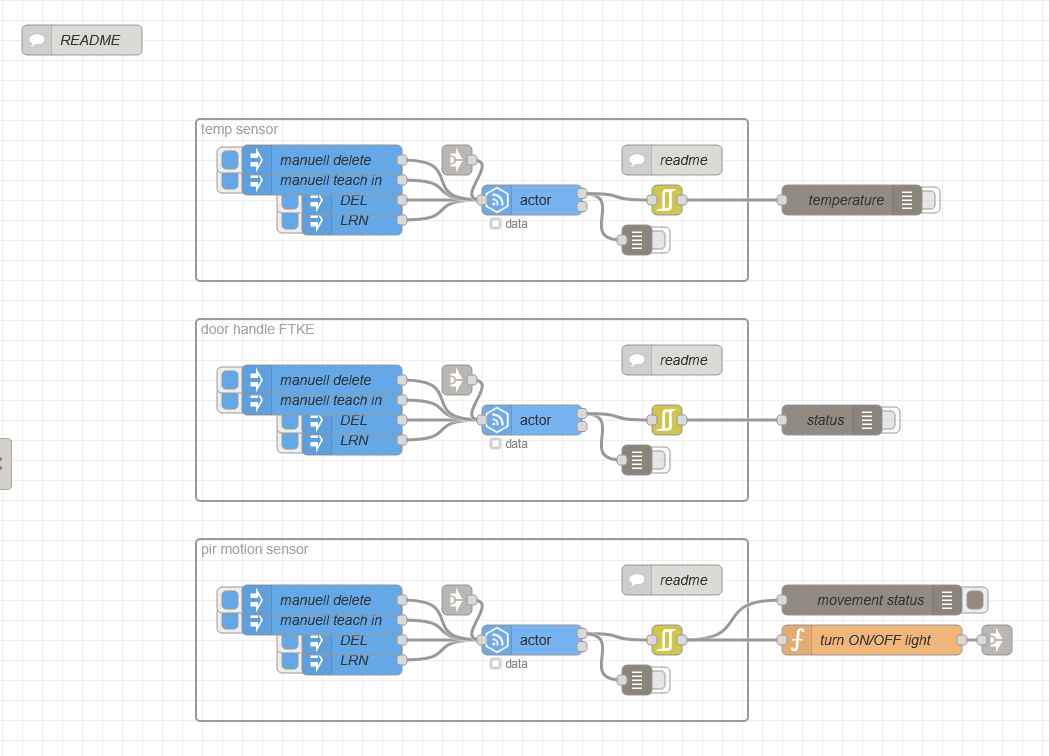 README
temp sensor
manuell delete
readme
manuell teach in
DEL
actor
temperature
LRN
data
door handle FTKE
readme
manuell delete
manuell teach in
DEL
actor
status
LRN
data
pir motion sensor
readme
manuell delete
movement status
manuell teach in
DEL
actor
turn ON/OFF light
LRN
data